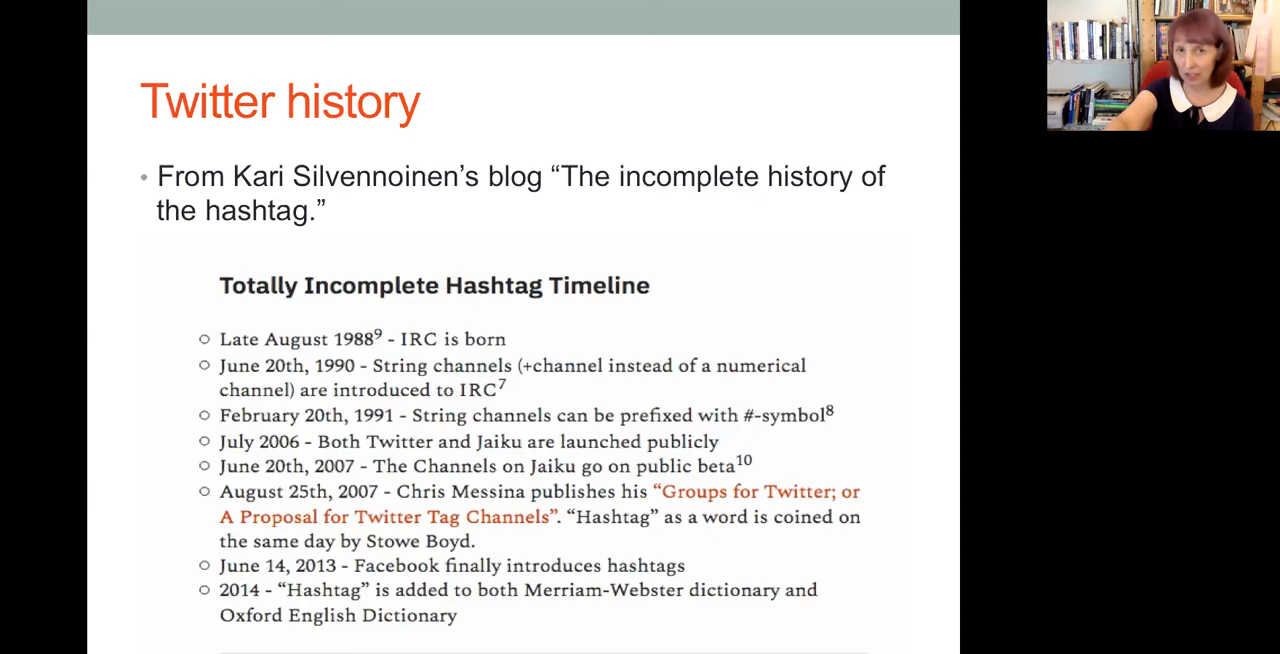 Twitter history
• From Kari Silvennoinen’s blog “The incomplete history of
the hashtag.”
Totally Incomplete Hashtag Timeline
○ Late August 1988⁹ - IRC is born
○ June 20th, 1990 - String channels (+channel instead of a numerical
channel) are introduced to IRC⁷
○ February 20th, 1991 - String channels can be prefixed with #-symbol⁸
○ July 2006 - Both Twitter and Jaiku are launched publicly
○ June 20th, 2007 - The Channels on Jaiku go on public beta¹⁰
○ August 25th, 2007 - Chris Messina publishes his “Groups for Twitter; or
A Proposal for Twitter Tag Channels”. “Hashtag” as a word is coined on
the same day by Stowe Boyd.
○ June 14, 2013 - Facebook finally introduces hashtags
○ 2014 - “Hashtag” is added to both Merriam-Webster dictionary and
Oxford English Dictionary